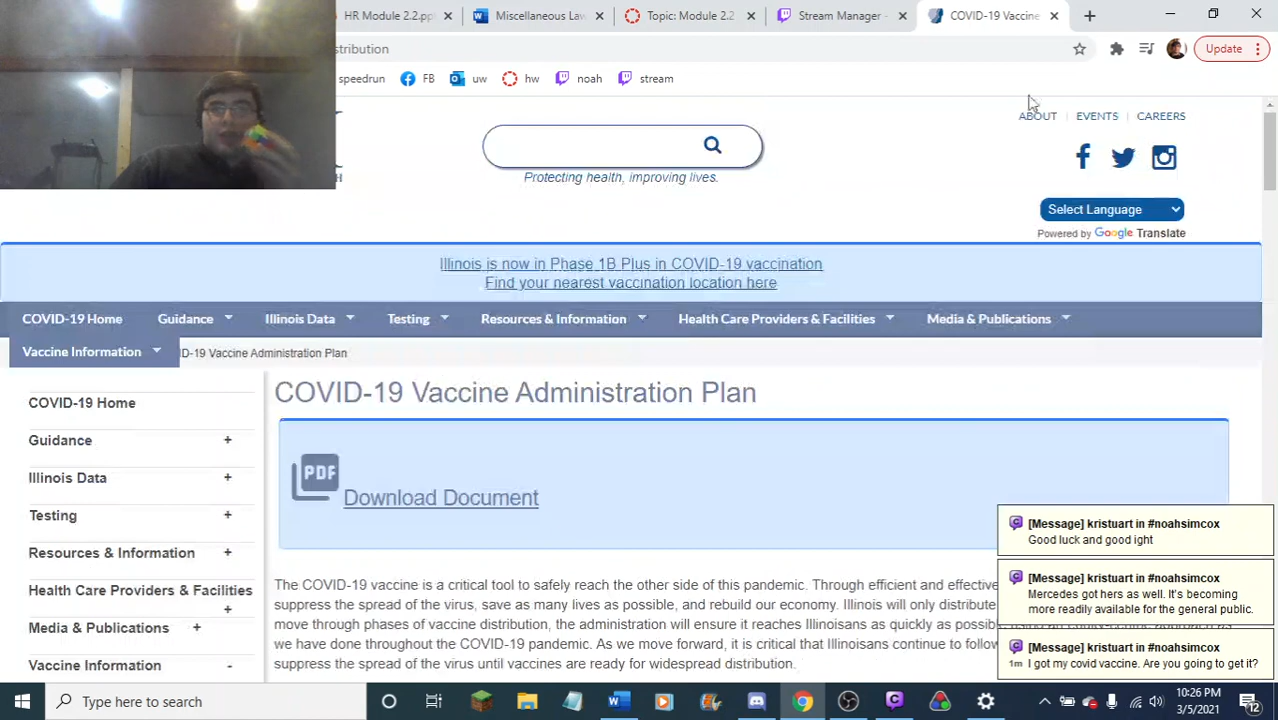 HR Module 2.2.pp
Miscellaneous Law
Topic: Module 2.2
Stream Manager -
COVID-19 Vaccine
stribution
Update
speedrun
FB
uw
hw
noah
stream
ABOUT | EVENTS | CAREERS
Protecting health, improving lives.
Select Language
Powered by Google Translate
Illinois is now in Phase 1B Plus in COVID-19 vaccination
Find your nearest vaccination location here
COVID-19 Home
Guidance
Illinois Data
Testing
Resources & Information
Health Care Providers & Facilities
Media & Publications
Vaccine Information
D-19 Vaccine Administration Plan
COVID-19 Home
Guidance +
Illinois Data +
Testing +
Resources & Information +
Health Care Providers & Facilities
+
Media & Publications +
Vaccine Information -
COVID-19 Vaccine Administration Plan
PDF
Download Document
The COVID-19 vaccine is a critical tool to safely reach the other side of this pandemic. Through efficient and effective
suppress the spread of the virus, save as many lives as possible, and rebuild our economy. Illinois will only distribute
move through phases of vaccine distribution, the administration will ensure it reaches Illinoisans as quickly as possib
we have done throughout the COVID-19 pandemic. As we move forward, it is critical that Illinoisans continue to follow
suppress the spread of the virus until vaccines are ready for widespread distribution.
[Message] kristuart in #noahsimcox
Good luck and good ight
[Message] kristuart in #noahsimcox
Mercedes got hers as well. It's becoming
more readily available for the general public.
[Message] kristuart in #noahsimcox
1m I got my covid vaccine. Are you going to get it?
Type here to search
10:26 PM
3/5/2021
12